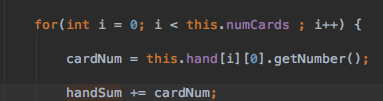 for(int i = 0; i < this.numCards ; i++) {
cardNum = this.hand[i][0].getNumber();
handSum += cardNum;